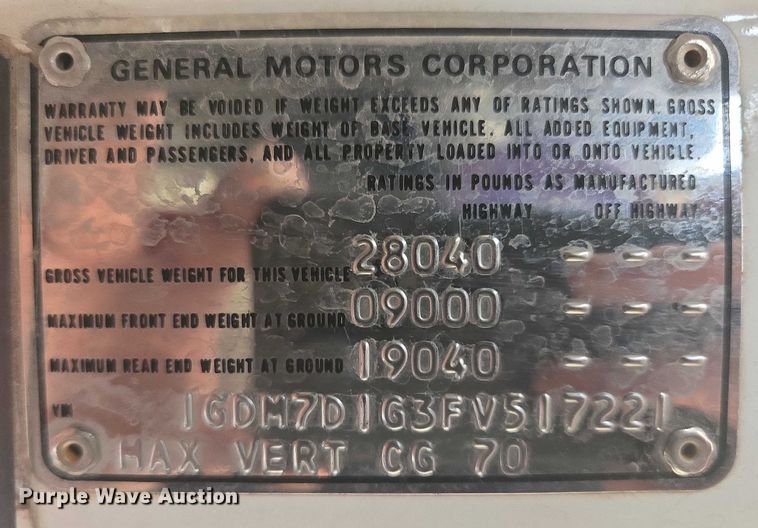 GENERAL MOTORS CORPORATION
WARRANTY MAY BE VOIDED IF WEIGHT EXCEEDS ANY OF RATINGS SHOWN. GROSS
VEHICLE WEIGHT INCLUDES WEIGHT OF BASE VEHICLE, ALL ADDED EQUIPMENT,
DRIVER AND PASSENGERS, AND ALL PROPERTY LOADED INTO OR ONTO VEHICLE.
RATINGS IN POUNDS AS MANUFACTURED
HIGHWAY OFF HIGHWAY
GROSS VEHICLE WEIGHT FOR THIS VEHICLE 28040 - - -
MAXIMUM FRONT END WEIGHT AT GROUND 09000 - - -
MAXIMUM REAR END WEIGHT AT GROUND 19040 - - -
VIN 1GDM7D1G3FV517221
MAX VERT CG 70
Purple Wave Auction